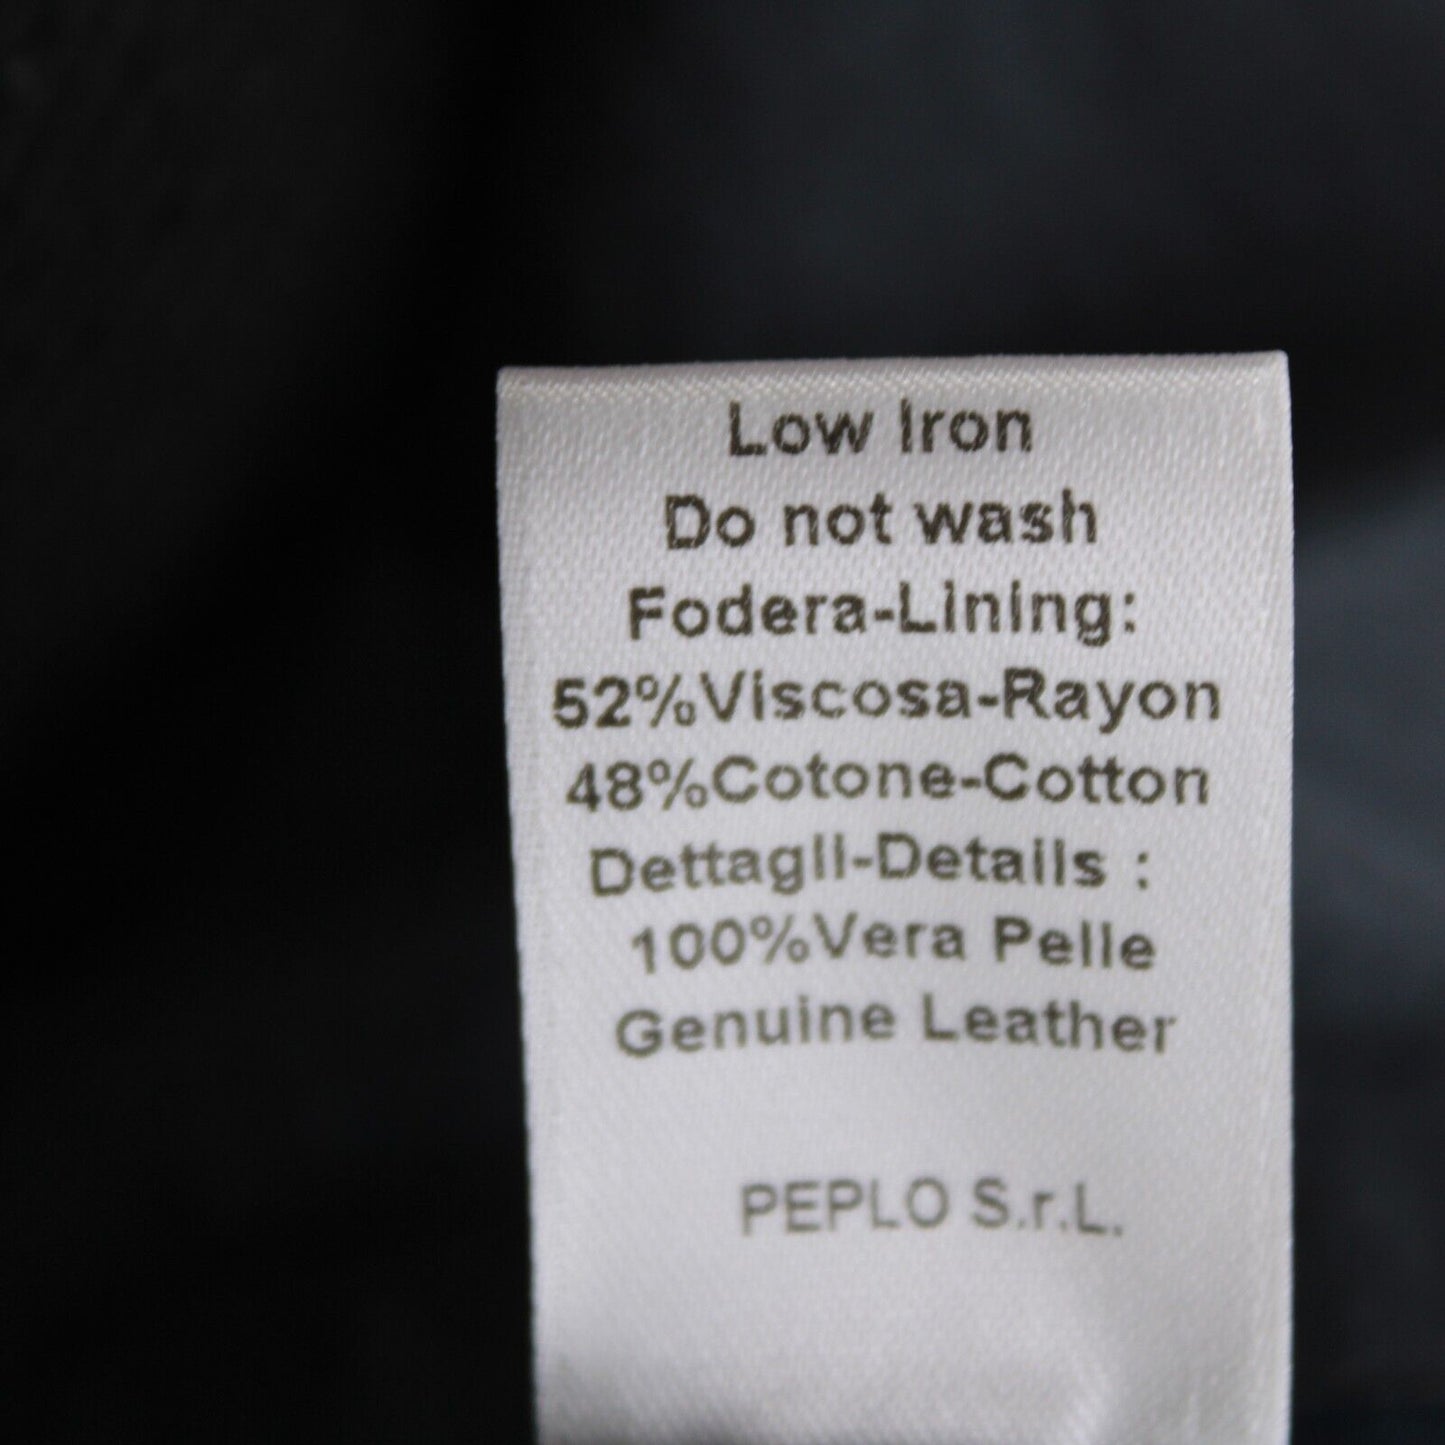 Low Iron
Do not wash
Fodera-Lining:
52%Viscosa-Rayon
48%Cotone-Cotton
Dettagli-Details :
100%Vera Pelle
Genuine Leather
PEPLO S.r.L.